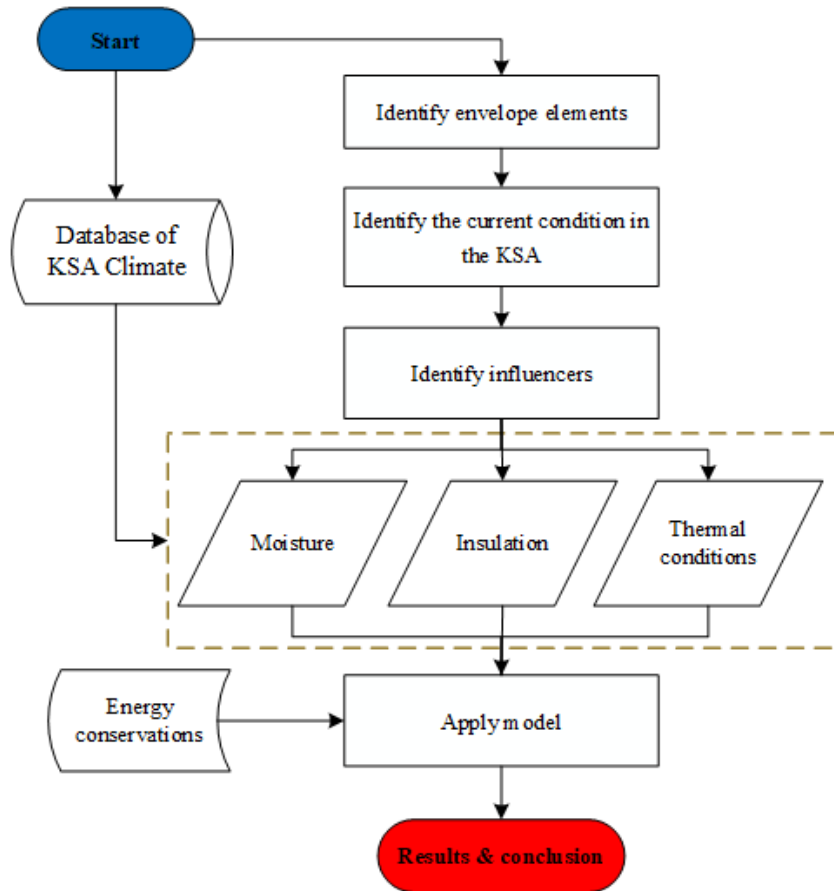 Start
Identify envelope elements
Identify the current condition in
the KSA
Database of
KSA Climate
Identify influencers
Moisture
Insulation
Thermal
conditions
Energy
conservations
Apply model
Results & conclusion